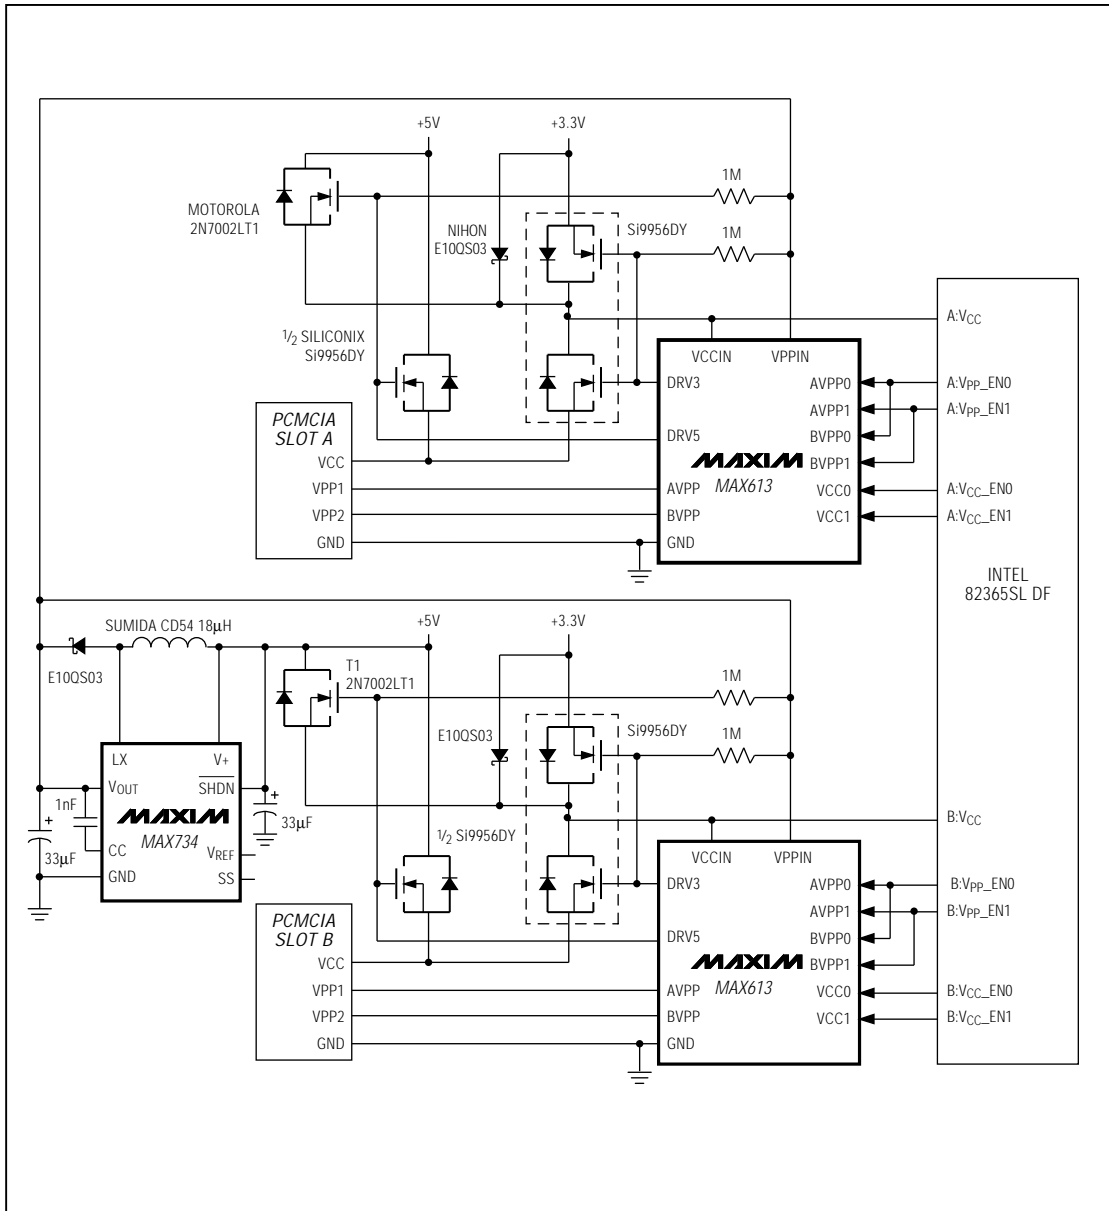 +5V
+3.3V
1M
MOTOROLA
2N7002LT1
NIHON
E10QS03
Si9956DY
1M
A:VCC
1/2 SILICONIX
Si9956DY
VCCIN
VPPIN
DRV3
AVPP0
A:VPP_EN0
AVPP1
A:VPP_EN1
PCMCIA
SLOT A
DRV5
BVPP0
VCC
MAXIM
BVPP1
MAX613
VPP1
AVPP
VCC0
A:VCC_EN0
VPP2
BVPP
VCC1
A:VCC_EN1
GND
GND
INTEL
82365SL DF
SUMIDA CD54 18μH
+5V
+3.3V
E10QS03
T1
2N7002LT1
1M
E10QS03
Si9956DY
1M
LX
V+
VOUT
SHDN
1nF
+
MAXIM
MAX734
33μF
+
33μF
CC
VREF
GND
SS
B:VCC
1/2 Si9956DY
VCCIN
VPPIN
DRV3
AVPP0
B:VPP_EN0
AVPP1
B:VPP_EN1
PCMCIA
SLOT B
DRV5
BVPP0
VCC
MAXIM
BVPP1
MAX613
VPP1
AVPP
VCC0
B:VCC_EN0
VPP2
BVPP
VCC1
B:VCC_EN1
GND
GND